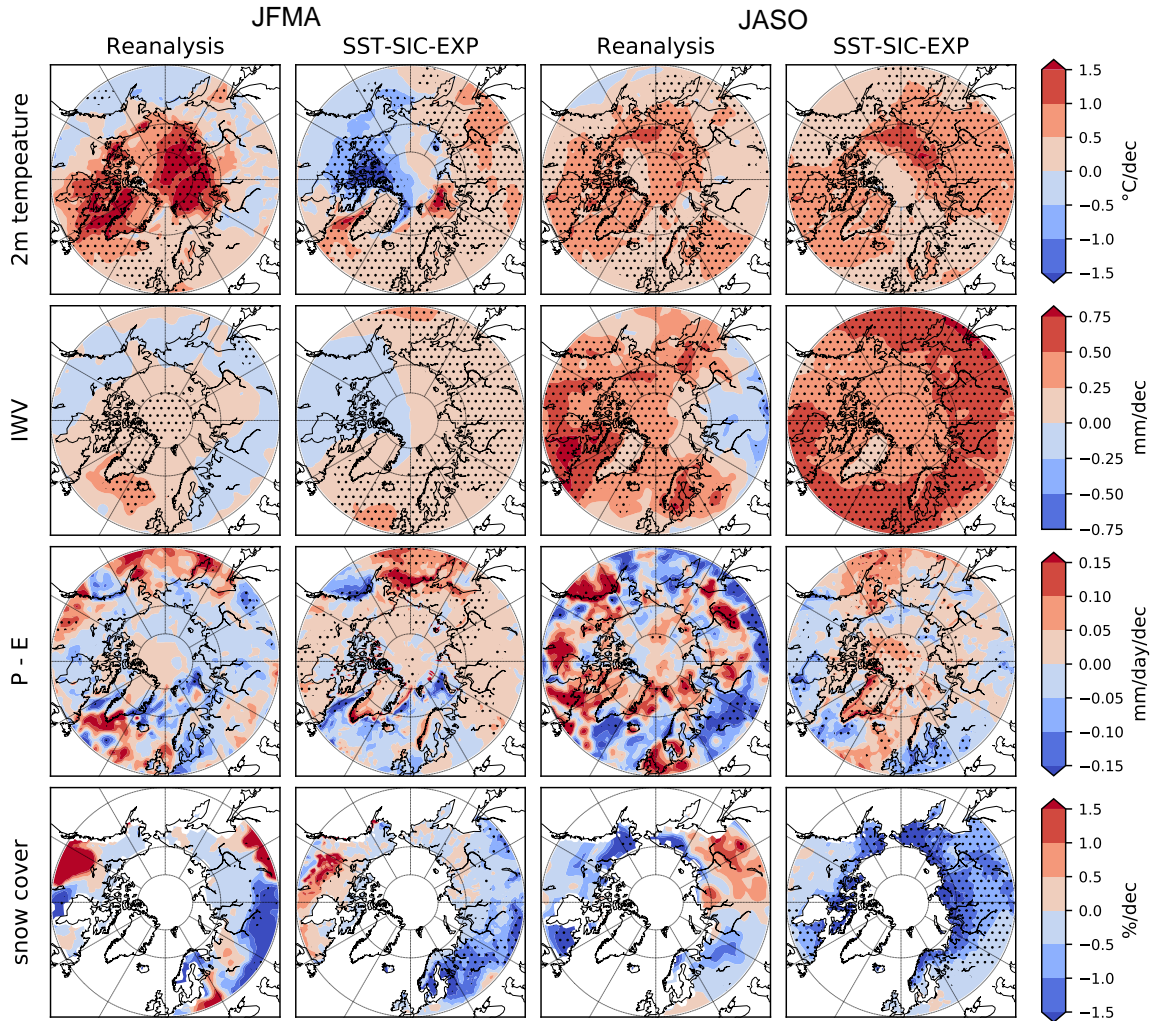 JFMA JASO
Reanalysis SST-SIC-EXP Reanalysis SST-SIC-EXP
2m tempeature
1.5
1.0
0.5
0.0
−0.5
−1.0
−1.5
°C/dec
IWV
0.75
0.50
0.25
0.00
−0.25
−0.50
−0.75
mm/dec
P - E
0.15
0.10
0.05
0.00
−0.05
−0.10
−0.15
mm/day/dec
snow cover
1.5
1.0
0.5
0.0
−0.5
−1.0
−1.5
%/dec